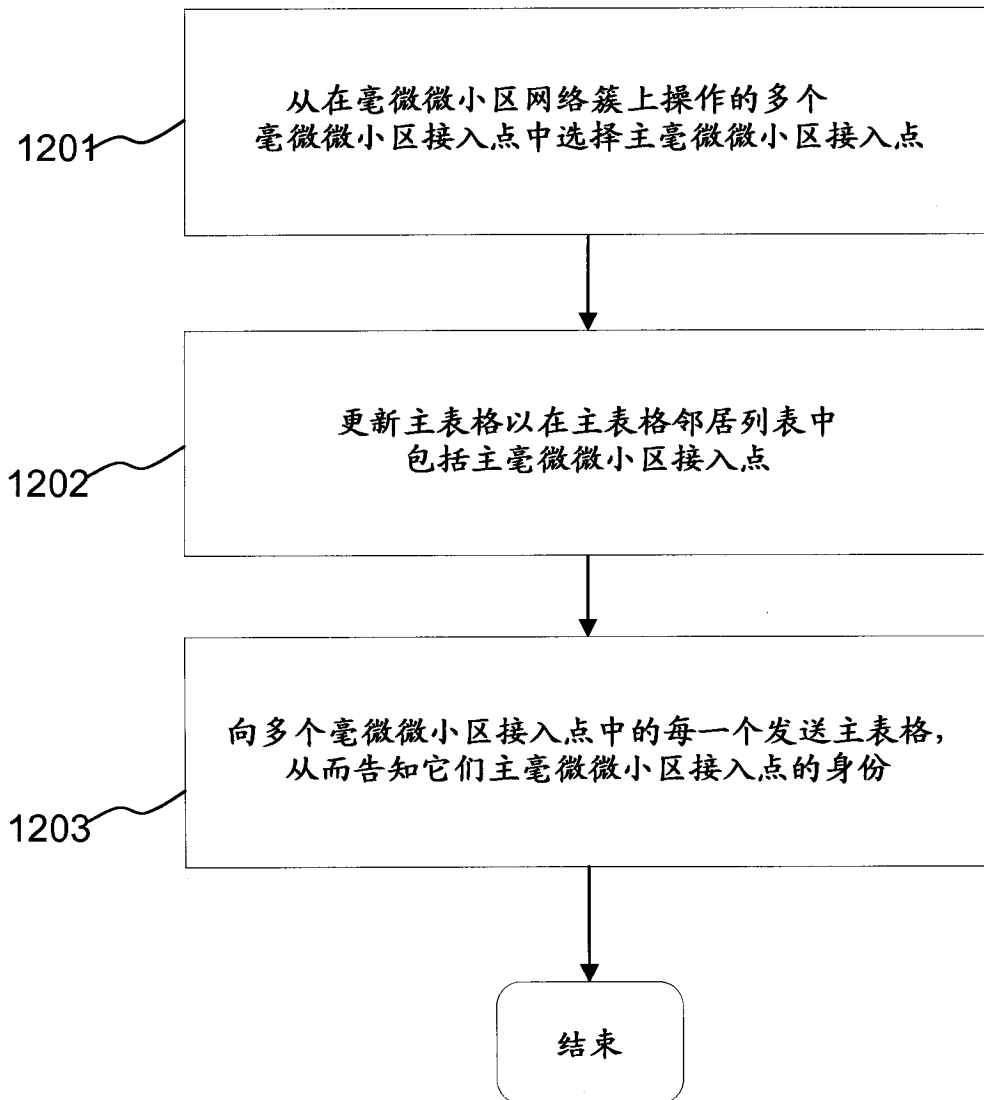 从在毫微微小区网络簇上操作的多个
毫微微小区接入点中选择主毫微微小区接入点
1201
更新主表格以在主表格邻居列表中
包括主毫微微小区接入点
1202
向多个毫微微小区接入点中的每一个发送主表格,
从而告知它们主毫微微小区接入点的身份
1203
结束